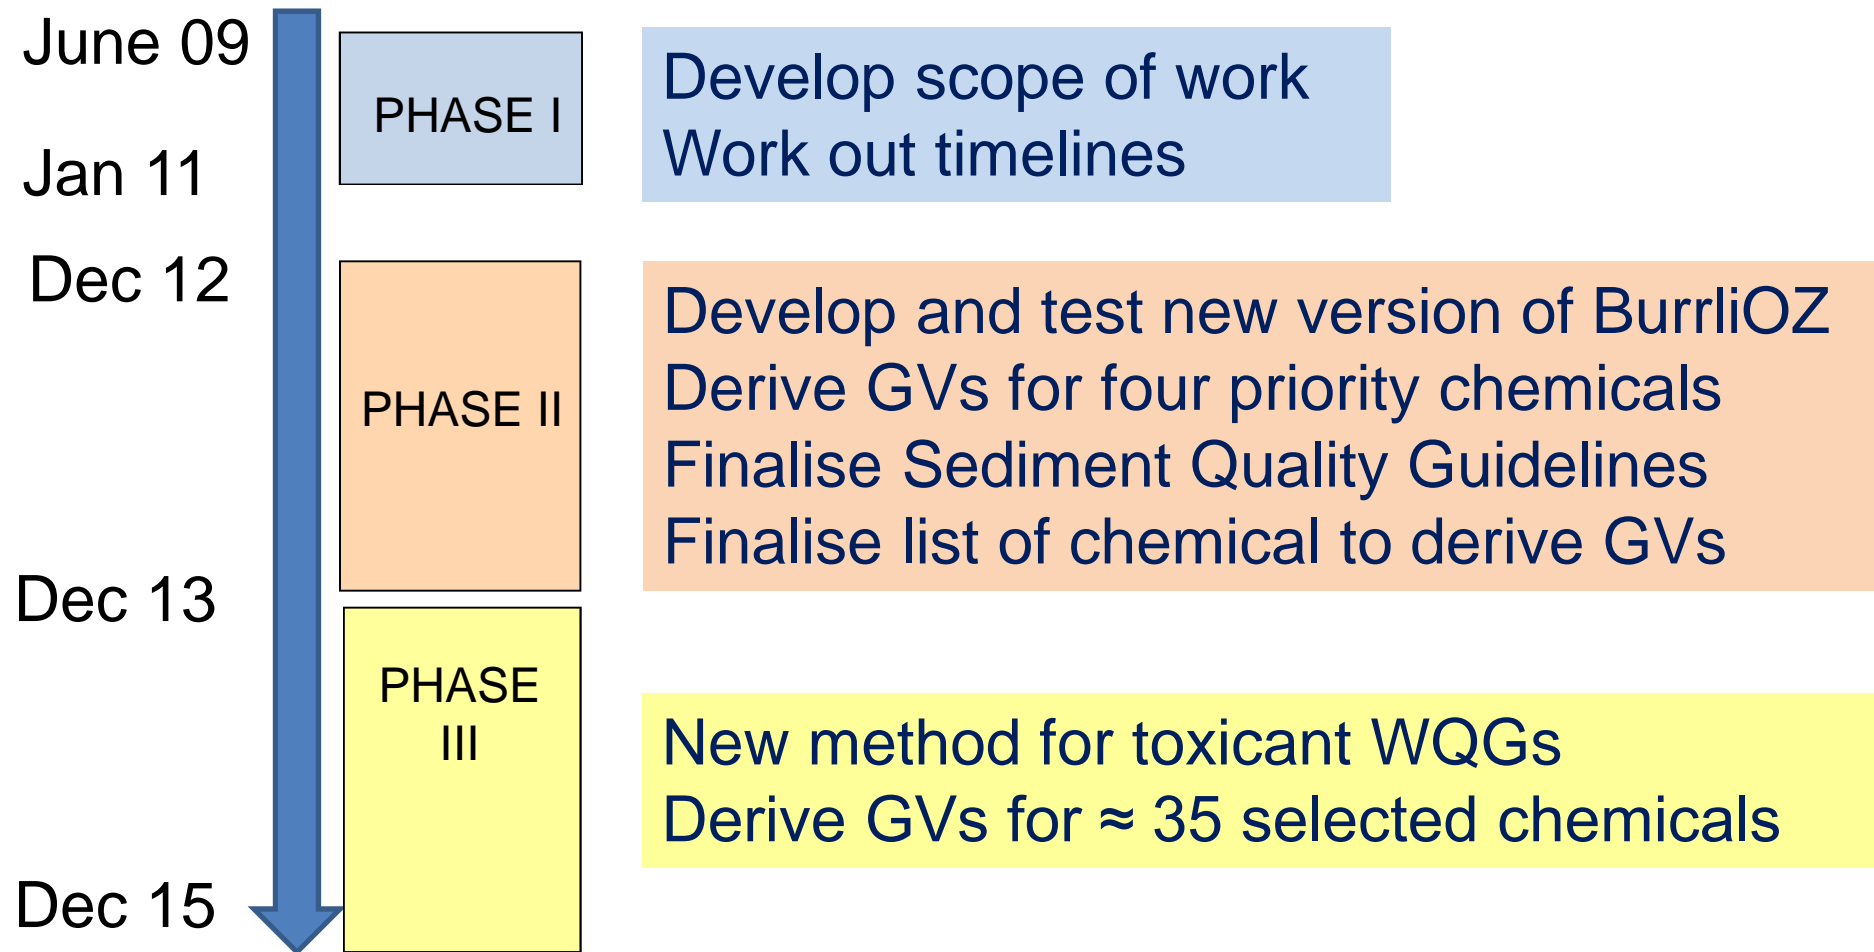 June 09
PHASE I
Develop scope of work
Work out timelines
Jan 11
Dec 12
PHASE II
Develop and test new version of BurrliOZ
Derive GVs for four priority chemicals
Finalise Sediment Quality Guidelines
Finalise list of chemical to derive GVs
Dec 13
PHASE
III
New method for toxicant WQGs
Derive GVs for ≈ 35 selected chemicals
Dec 15